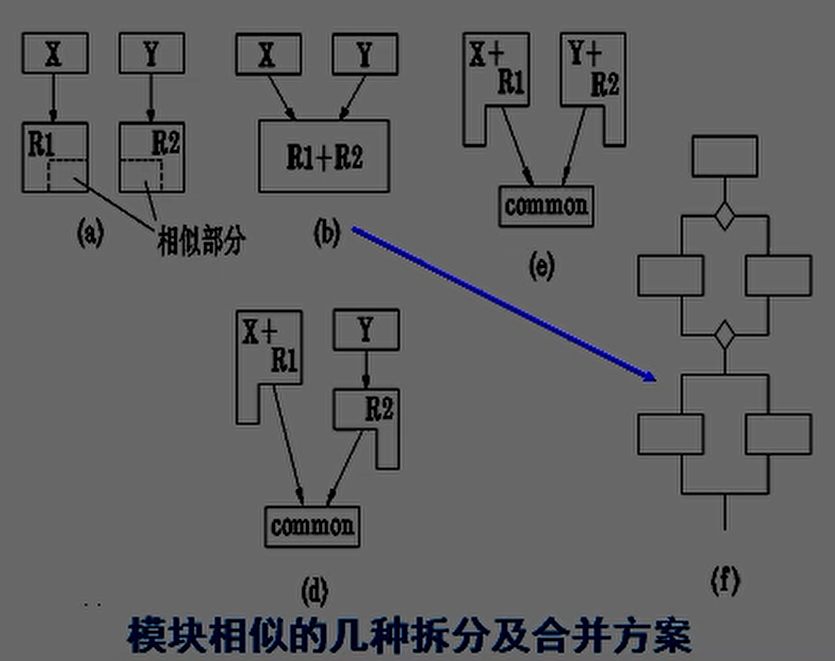 X
Y
R1
R2
相似部分
(a)
X
Y
R1+R2
(b)
X+
R1
Y+
R2
common
(e)
X+
R1
Y
R2
common
(d)
(f)
模块相似的几种拆分及合并方案